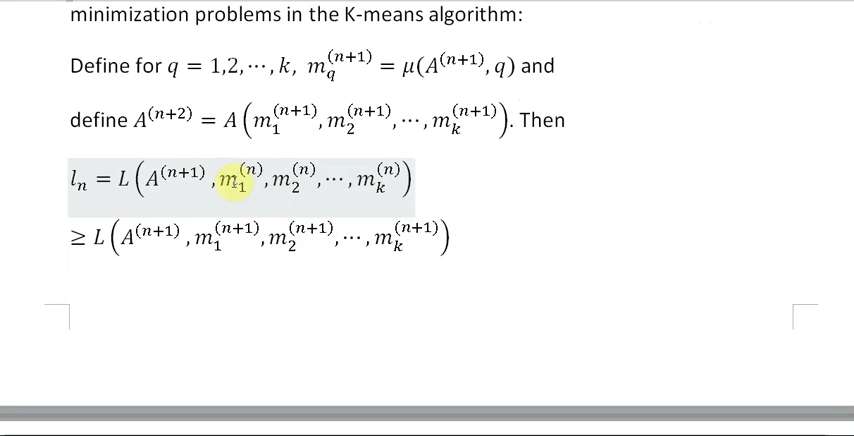 minimization problems in the K-means algorithm:
Define for q = 1,2,⋯,k, m_q^(n+1) = μ(A^(n+1), q) and
define A^(n+2) = A(m_1^(n+1), m_2^(n+1), ⋯, m_k^(n+1)). Then
l_n = L(A^(n+1), m_1^(n), m_2^(n), ⋯, m_k^(n))
≥ L(A^(n+1), m_1^(n+1), m_2^(n+1), ⋯, m_k^(n+1))